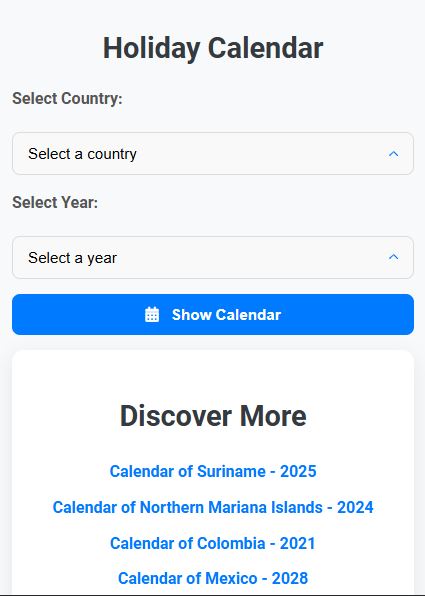 Holiday Calendar
Select Country:
Select a country
Select Year:
Select a year
Show Calendar
Discover More
Calendar of Suriname - 2025
Calendar of Northern Mariana Islands - 2024
Calendar of Colombia - 2021
Calendar of Mexico - 2028